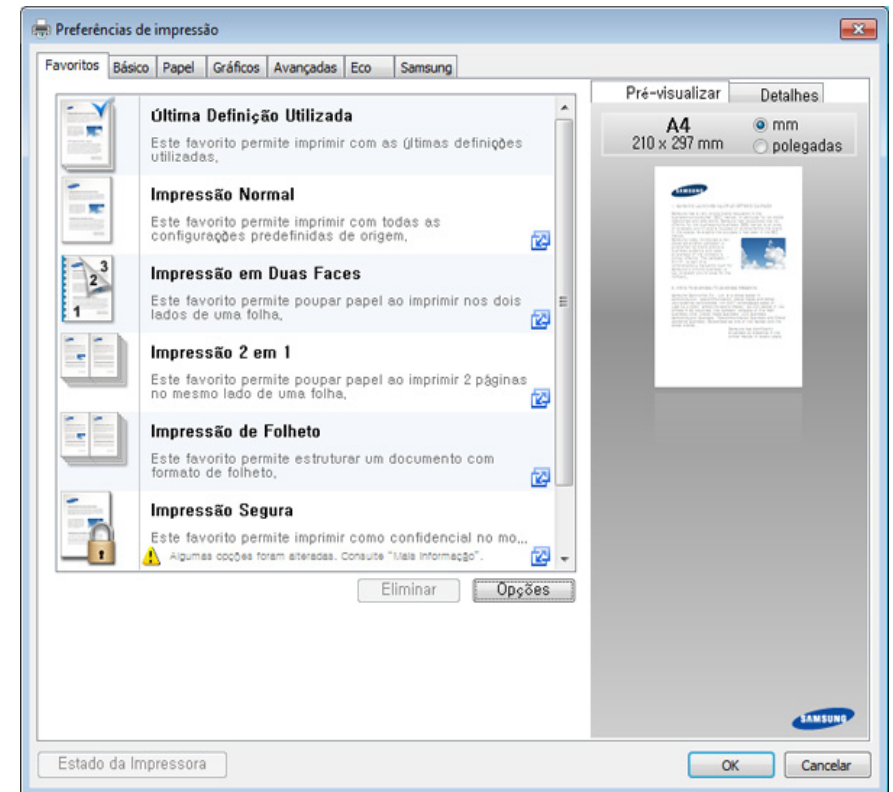 Preferências de impressão
Favoritos Básico Papel Gráficos Avançadas Eco Samsung
Última Definição Utilizada
Este favorito permite imprimir com as últimas definições
utilizadas,
Impressão Normal
Este favorito permite imprimir com todas as
configurações predefinidas de origem,
Impressão em Duas Faces
Este favorito permite poupar papel ao imprimir nos dois
lados de uma folha,
1 2 3
Impressão 2 em 1
Este favorito permite poupar papel ao imprimir 2 páginas
no mesmo lado de uma folha,
Impressão de Folheto
Este favorito permite estruturar um documento com
formato de folheto,
Impressão Segura
Este favorito permite imprimir como confidencial no mo...
Algumas opções foram alteradas. Consulte "Mais Informação".
Eliminar Opções
Pré-visualizar Detalhes
A4 mm
210 x 297 mm polegadas
SAMSUNG
SAMSUNG
Estado da Impressora OK Cancelar